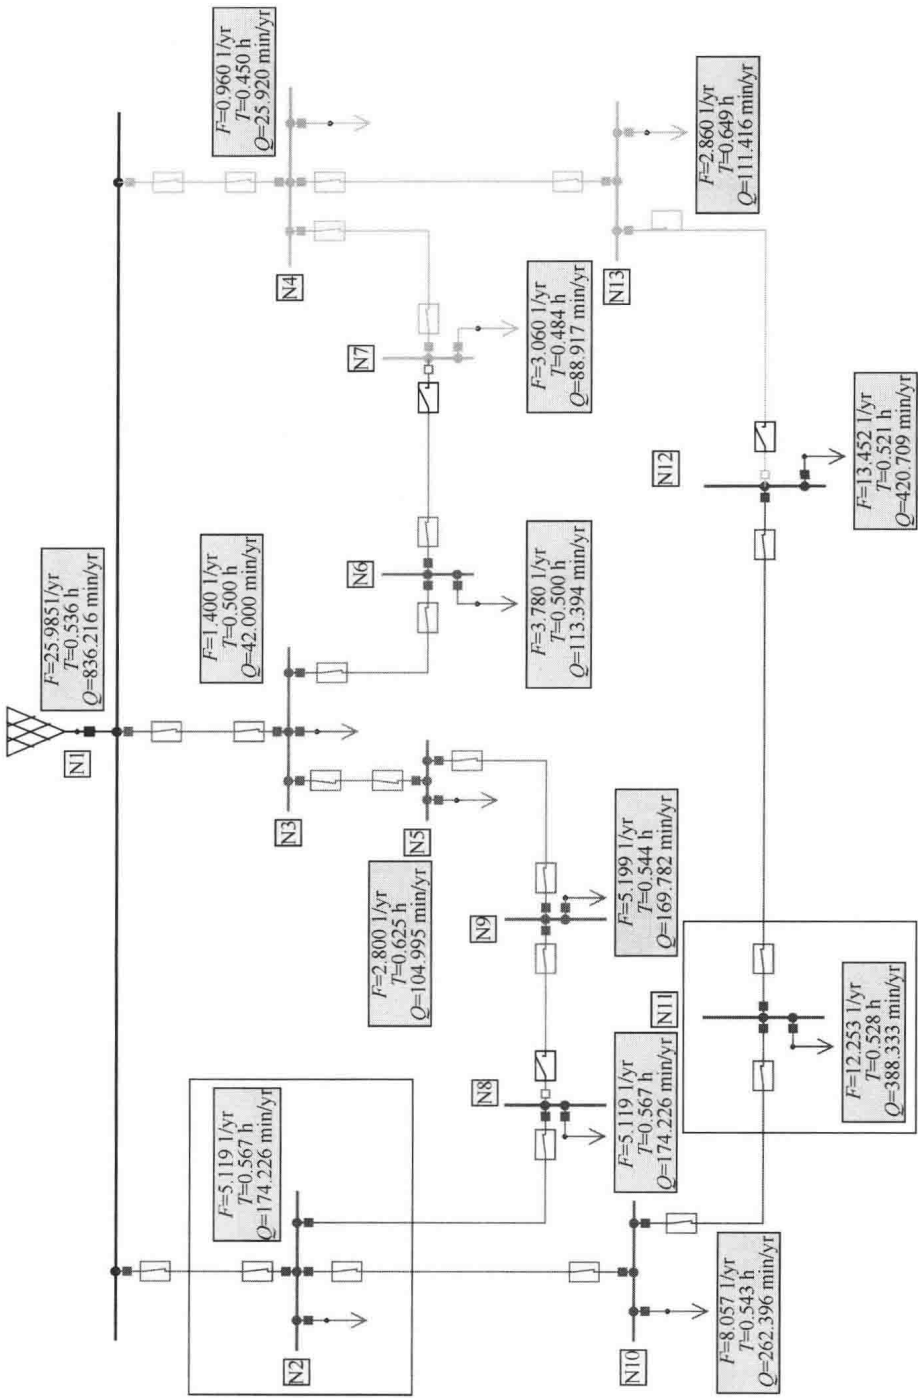 N1
F=25.9851/yr
T=0.536 h
Q=836.216 min/yr
F=5.119 1/yr
T=0.567 h
Q=174.226 min/yr
N2
F=1.400 1/yr
T=0.500 h
Q=42.000 min/yr
N3
F=0.960 1/yr
T=0.450 h
Q=25.920 min/yr
N4
N5
F=2.800 1/yr
T=0.625 h
Q=104.995 min/yr
N6
F=3.780 1/yr
T=0.500 h
Q=113.394 min/yr
N7
F=3.060 1/yr
T=0.484 h
Q=88.917 min/yr
N8
F=5.119 1/yr
T=0.567 h
Q=174.226 min/yr
N9
F=5.199 1/yr
T=0.544 h
Q=169.782 min/yr
N10
F=8.057 1/yr
T=0.543 h
Q=262.396 min/yr
N11
F=12.253 1/yr
T=0.528 h
Q=388.333 min/yr
N12
F=13.452 1/yr
T=0.521 h
Q=420.709 min/yr
N13
F=2.860 1/yr
T=0.649 h
Q=111.416 min/yr